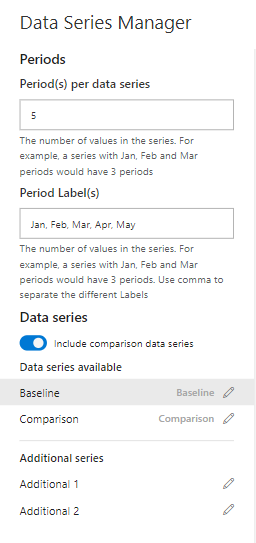 Data Series Manager
Periods
Period(s) per data series
5
The number of values in the series. For
example, a series with Jan, Feb and Mar
periods would have 3 periods
Period Label(s)
Jan, Feb, Mar, Apr, May
The number of values in the series. For
example, a series with Jan, Feb and Mar
periods would have 3 periods. Use comma to
separate the different Labels
Data series
Include comparison data series
Data series available
Baseline Baseline
Comparison Comparison
Additional series
Additional 1
Additional 2